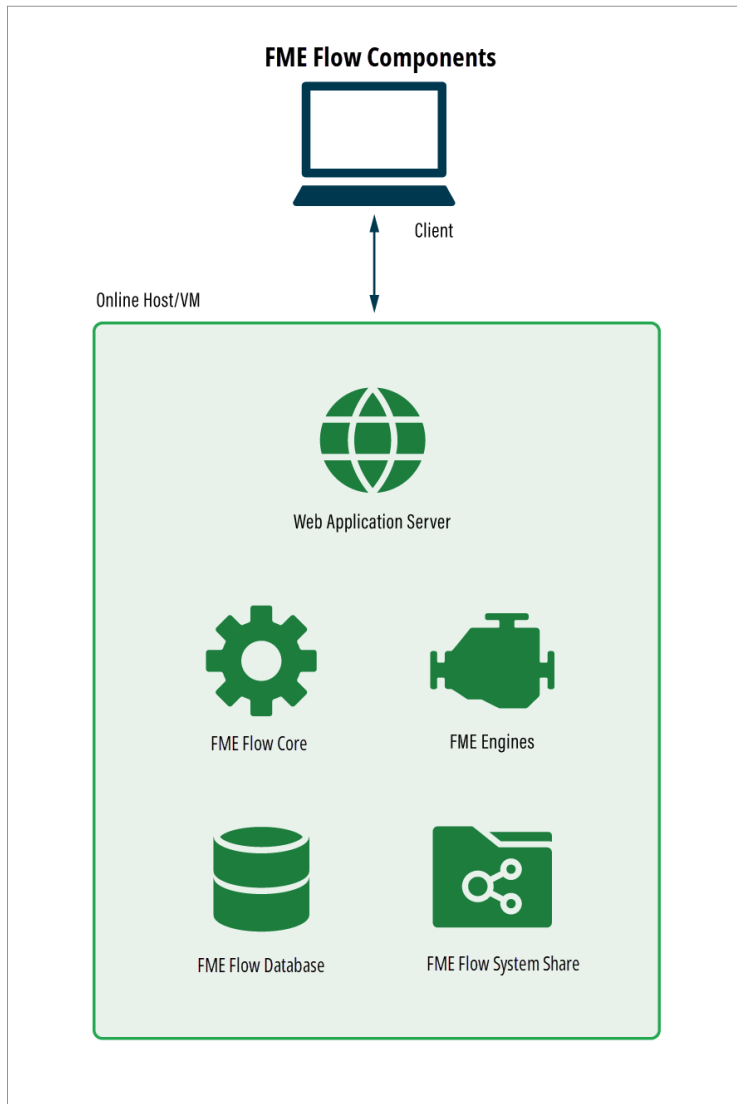 FME Flow Components
Client
Online Host/VM
Web Application Server
FME Flow Core
FME Engines
FME Flow Database
FME Flow System Share